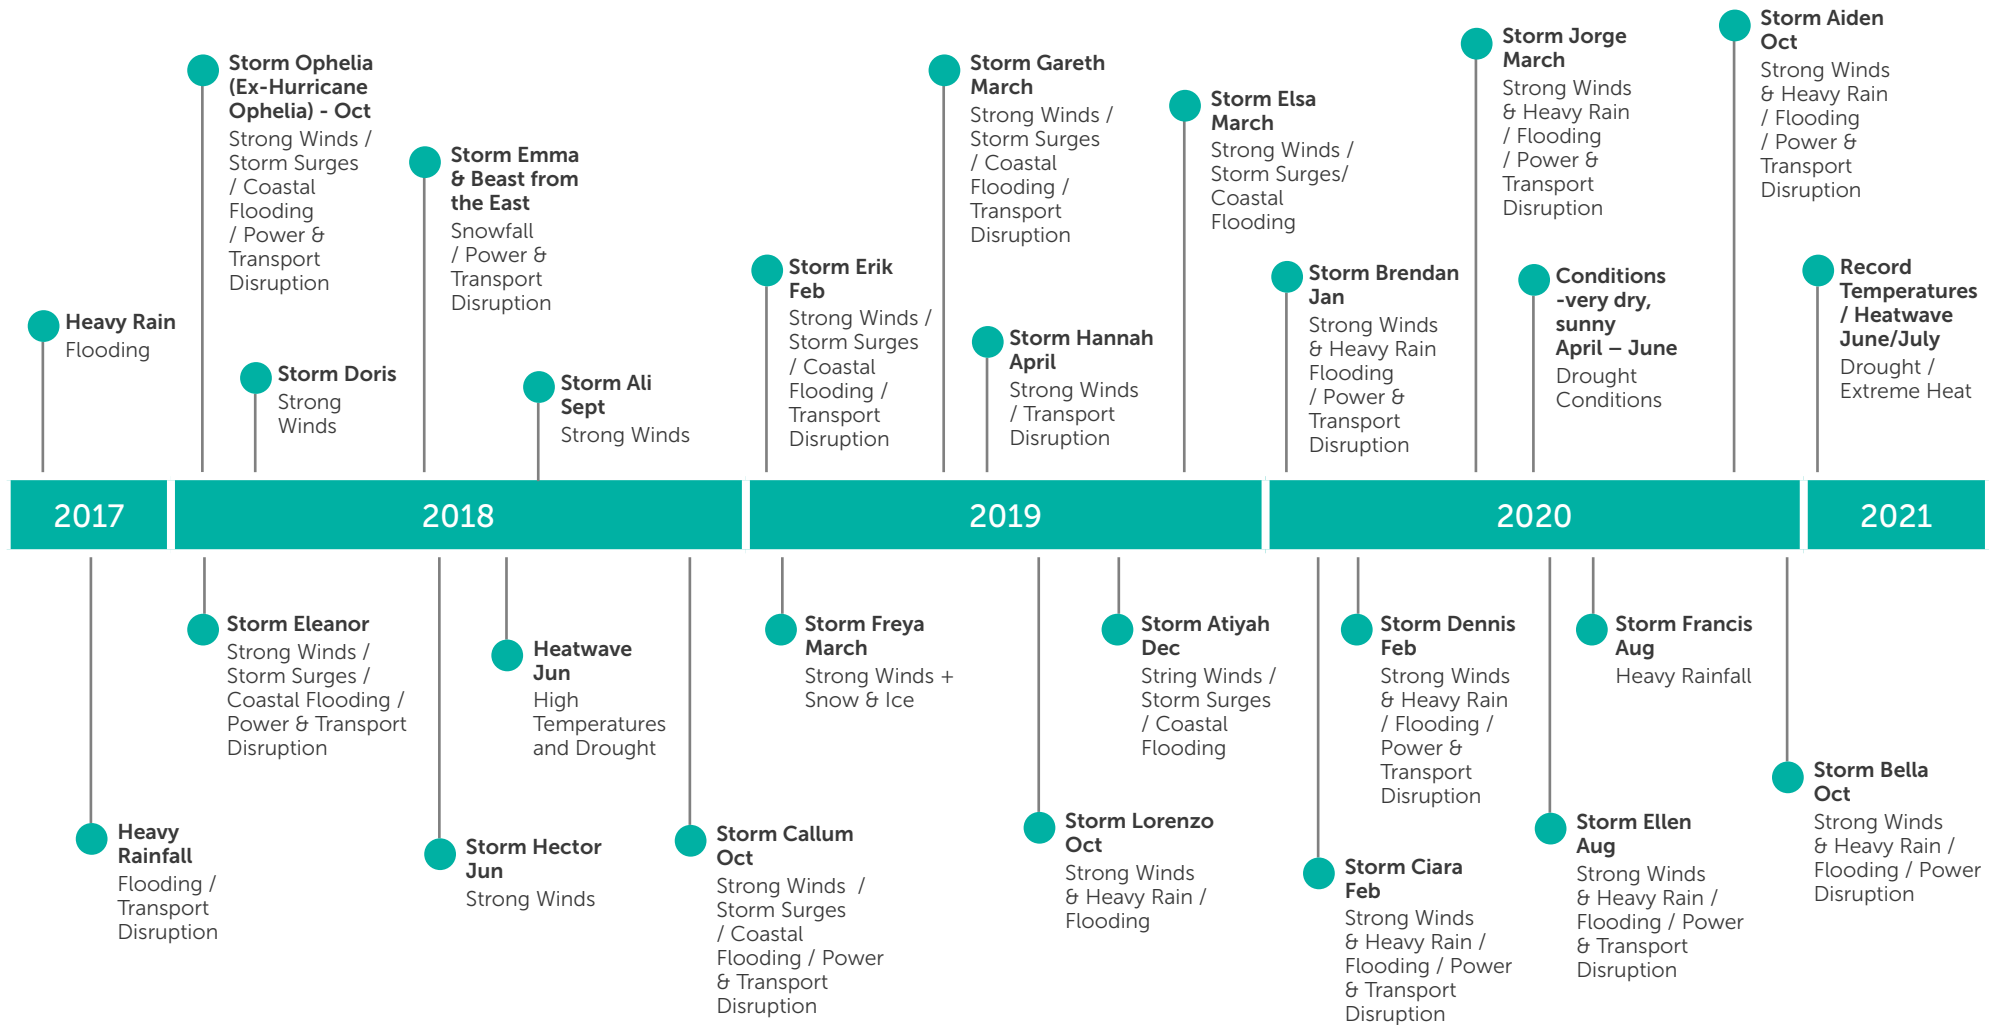 Heavy Rain
Flooding
Storm Ophelia
(Ex-Hurricane
Ophelia) - Oct
Strong Winds /
Storm Surges
/ Coastal
Flooding
/ Power &
Transport
Disruption
Storm Doris
Strong
Winds
Storm Emma
& Beast from
the East
Snowfall
/ Power &
Transport
Disruption
Storm Ali
Sept
Strong Winds
Storm Erik
Feb
Strong Winds /
Storm Surges
/ Coastal
Flooding /
Transport
Disruption
Storm Gareth
March
Strong Winds /
Storm Surges
/ Coastal
Flooding /
Transport
Disruption
Storm Hannah
April
Strong Winds
/ Transport
Disruption
Storm Elsa
March
Strong Winds /
Storm Surges/
Coastal
Flooding
Storm Brendan
Jan
Strong Winds
& Heavy Rain
Flooding
/ Power &
Transport
Disruption
Storm Jorge
March
Strong Winds
& Heavy Rain
/ Flooding
/ Power &
Transport
Disruption
Conditions
-very dry,
sunny
April – June
Drought
Conditions
Storm Aiden
Oct
Strong Winds
& Heavy Rain
/ Flooding
/ Power &
Transport
Disruption
Record
Temperatures
/ Heatwave
June/July
Drought /
Extreme Heat
2017
2018
2019
2020
2021
Heavy
Rainfall
Flooding /
Transport
Disruption
Storm Eleanor
Strong Winds /
Storm Surges /
Coastal Flooding /
Power & Transport
Disruption
Storm Hector
Jun
Strong Winds
Heatwave
Jun
High
Temperatures
and Drought
Storm Callum
Oct
Strong Winds /
Storm Surges
/ Coastal
Flooding / Power
& Transport
Disruption
Storm Freya
March
Strong Winds +
Snow & Ice
Storm Lorenzo
Oct
Strong Winds
& Heavy Rain /
Flooding
Storm Atiyah
Dec
String Winds /
Storm Surges
/ Coastal
Flooding
Storm Ciara
Feb
Strong Winds
& Heavy Rain /
Flooding / Power
& Transport
Disruption
Storm Dennis
Feb
Strong Winds
& Heavy Rain
/ Flooding /
Power &
Transport
Disruption
Storm Ellen
Aug
Strong Winds
& Heavy Rain /
Flooding / Power
& Transport
Disruption
Storm Francis
Aug
Heavy Rainfall
Storm Bella
Oct
Strong Winds
& Heavy Rain /
Flooding / Power
Disruption